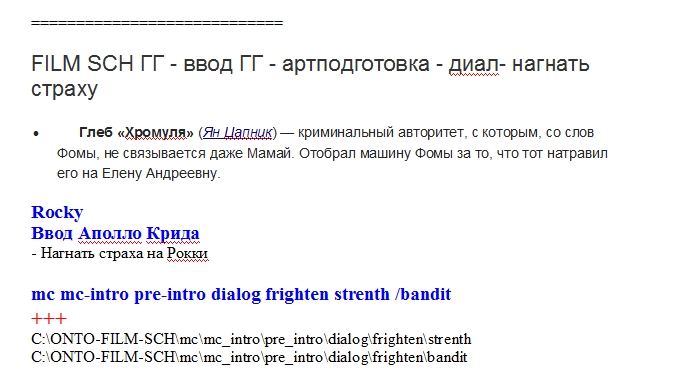 ============================
FILM SCH ГГ - ввод ГГ - артподготовка - диал- нагнать
страху
• Глеб «Хромуля» (Ян Цапник) — криминальный авторитет, с которым, со слов
Фомы, не связывается даже Мамай. Отобрал машину Фомы за то, что тот натравил
его на Елену Андреевну.
Rocky
Ввод Аполло Крида
- Нагнать страха на Рокки
mc mc-intro pre-intro dialog frighten strenth /bandit
+++
C:\ONTO-FILM-SCH\mc\mc_intro\pre_intro\dialog\frighten\strenth
C:\ONTO-FILM-SCH\mc\mc_intro\pre_intro\dialog\frighten\bandit